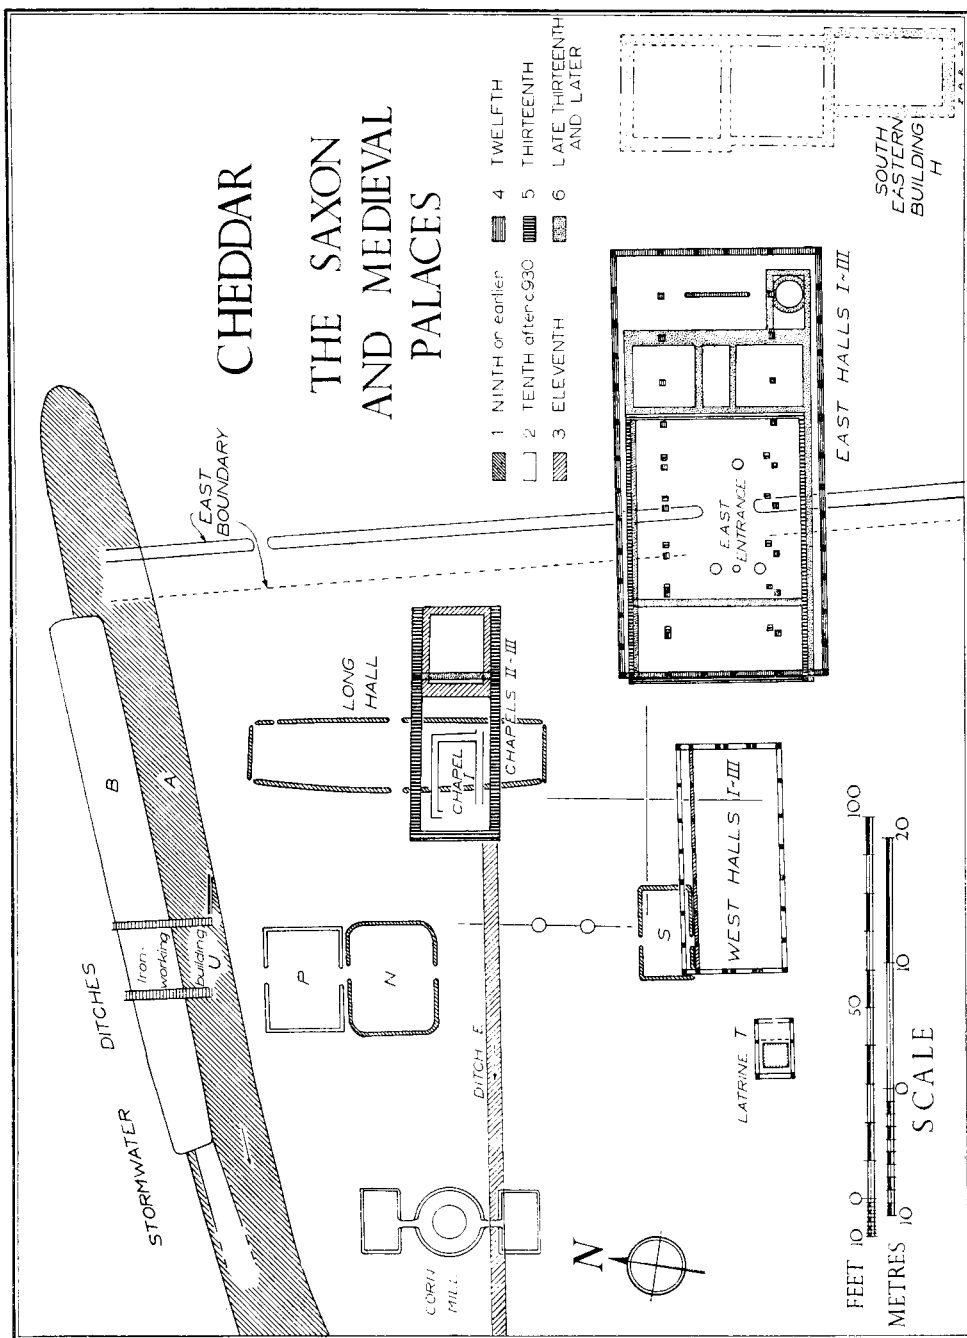 CHEDDAR
THE SAXON
AND MEDIEVAL
PALACES
1 NINTH or earlier
2 TENTH after c930
3 ELEVENTH
4 TWELFTH
5 THIRTEENTH
6 LATE THIRTEENTH
AND LATER
STORMWATER DITCHES
B
A
Iron-
working
building
U
EAST
BOUNDARY
LONG
HALL
CHAPEL
I
CHAPELS II-III
P
N
DITCH E
CORN
MILL
EAST
ENTRANCE
EAST HALLS I~III
SOUTH
EASTERN
BUILDING
H
S
WEST HALLS I-III
LATRINE T
N
FEET 10 0 50 100
METRES 10 0 10 20
SCALE